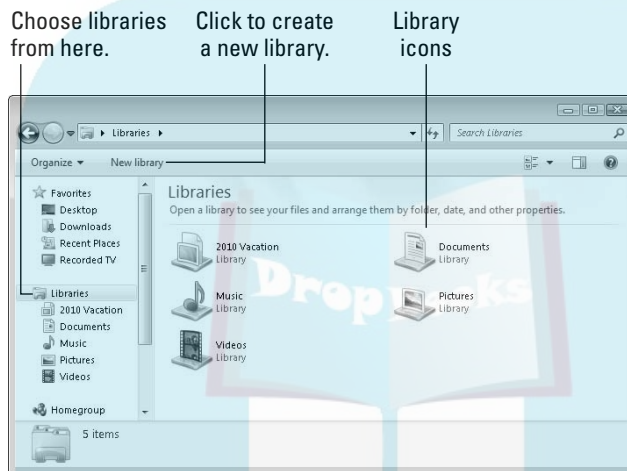 Choose libraries
from here.
Click to create
a new library.
Library
icons
Libraries
Search Libraries
Organize
New library
Favorites
Desktop
Downloads
Recent Places
Recorded TV
Libraries
2010 Vacation
Documents
Music
Pictures
Videos
Homegroup
Libraries
Open a library to see your files and arrange them by folder, date, and other properties.
2010 Vacation
Library
Documents
Library
Music
Library
Pictures
Library
Videos
Library
5 items